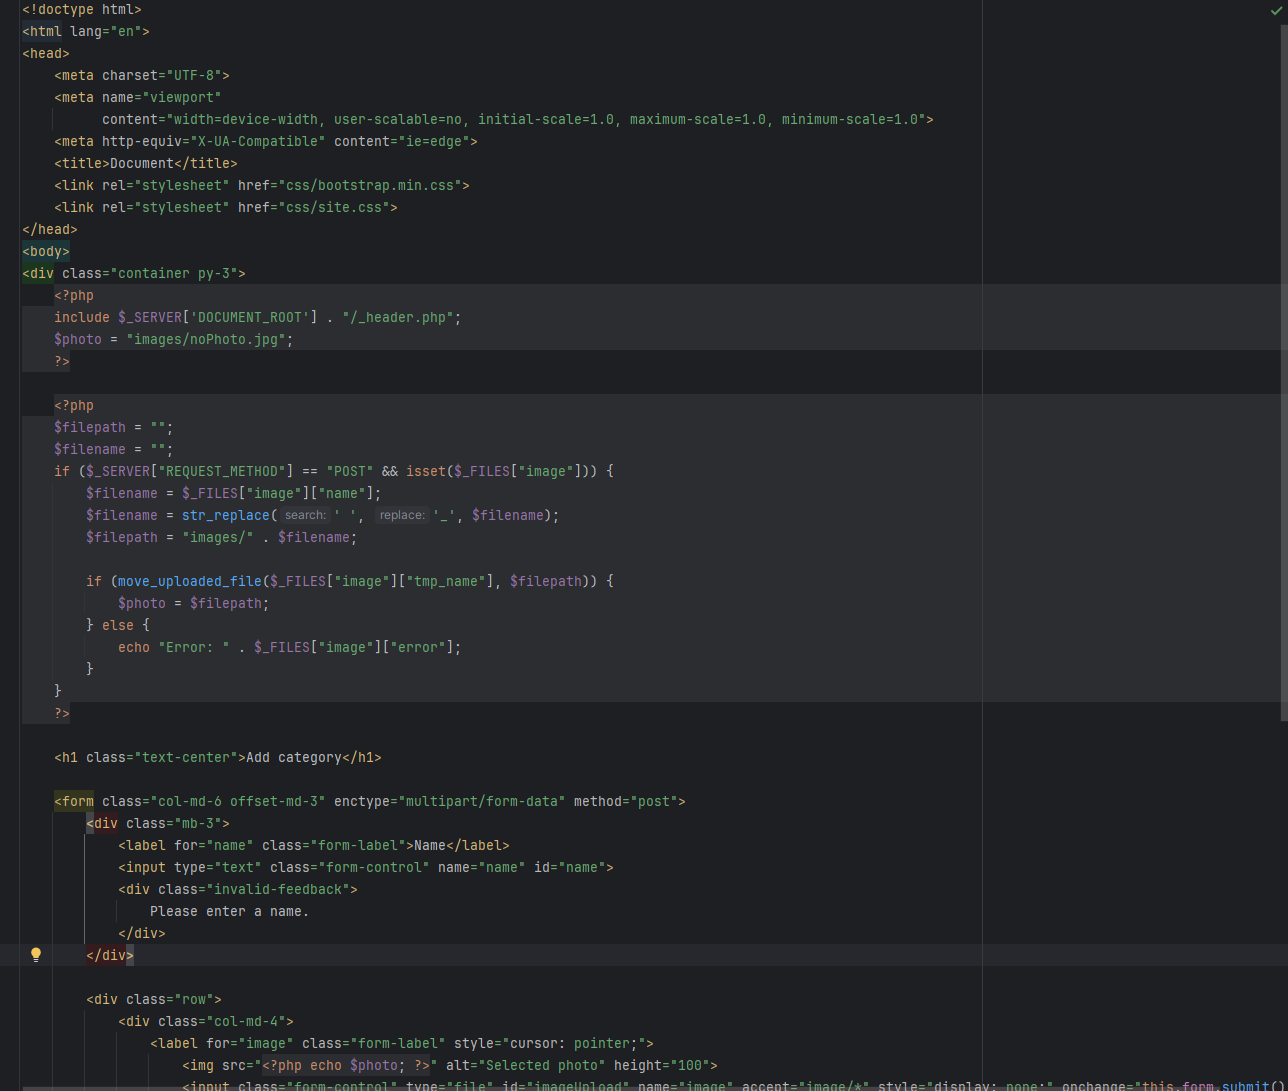 <!doctype html>
<html lang="en">
<head>
    <meta charset="UTF-8">
    <meta name="viewport"
          content="width=device-width, user-scalable=no, initial-scale=1.0, maximum-scale=1.0, minimum-scale=1.0">
    <meta http-equiv="X-UA-Compatible" content="ie=edge">
    <title>Document</title>
    <link rel="stylesheet" href="css/bootstrap.min.css">
    <link rel="stylesheet" href="css/site.css">
</head>
<body>
<div class="container py-3">
    <?php
    include $_SERVER['DOCUMENT_ROOT'] . "/_header.php";
    $photo = "images/noPhoto.jpg";
    ?>

    <?php
    $filepath = "";
    $filename = "";
    if ($_SERVER["REQUEST_METHOD"] == "POST" && isset($_FILES["image"])) {
        $filename = $_FILES["image"]["name"];
        $filename = str_replace( search: ' ', replace: '_', $filename);
        $filepath = "images/" . $filename;

        if (move_uploaded_file($_FILES["image"]["tmp_name"], $filepath)) {
            $photo = $filepath;
        } else {
            echo "Error: " . $_FILES["image"]["error"];
        }
    }
    ?>

    <h1 class="text-center">Add category</h1>

    <form class="col-md-6 offset-md-3" enctype="multipart/form-data" method="post">
        <div class="mb-3">
            <label for="name" class="form-label">Name</label>
            <input type="text" class="form-control" name="name" id="name">
            <div class="invalid-feedback">
                Please enter a name.
            </div>
        </div>

        <div class="row">
            <div class="col-md-4">
                <label for="image" class="form-label" style="cursor: pointer;">
                    <img src="<?php echo $photo; ?>" alt="Selected photo" height="100">
                    <input class="form-control" type="file" id="imageUpload" name="image" accept="image/*" style="display: none;" onchange="this.form.submit()